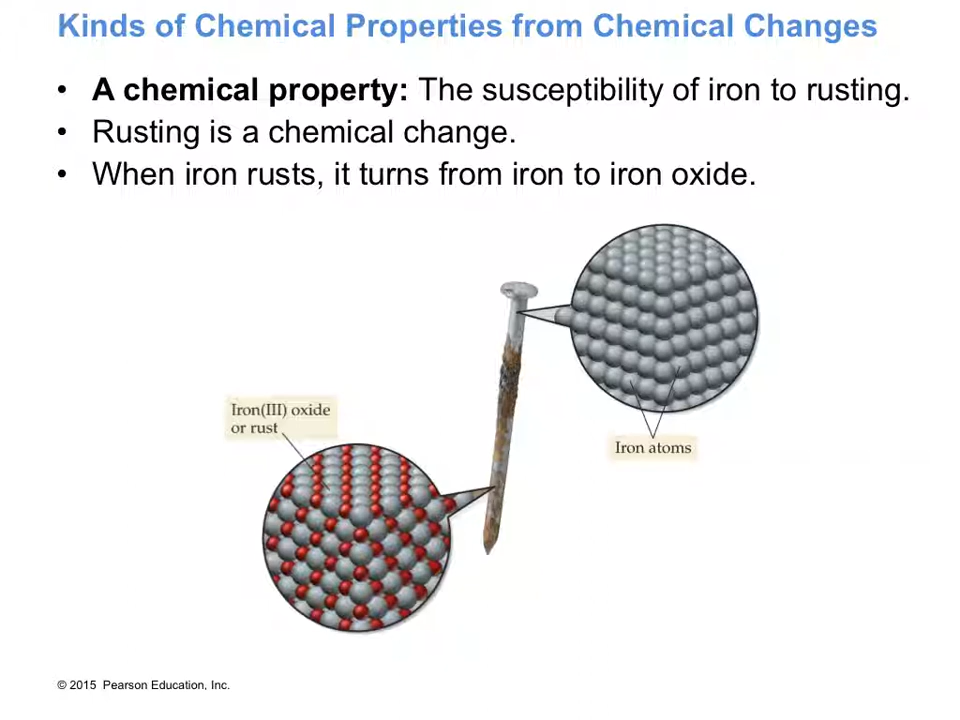 Kinds of Chemical Properties from Chemical Changes
• A chemical property: The susceptibility of iron to rusting.
• Rusting is a chemical change.
• When iron rusts, it turns from iron to iron oxide.
Iron(III) oxide
or rust
Iron atoms
© 2015 Pearson Education, Inc.